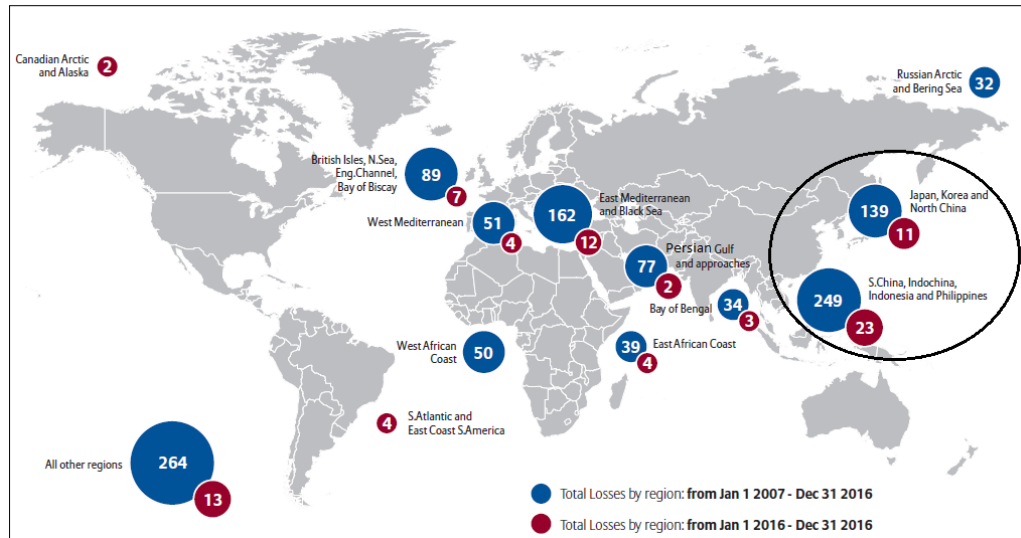 Canadian Arctic
and Alaska
2
Russian Arctic
and Bering Sea
32
British Isles, N.Sea,
Eng.Channel,
Bay of Biscay
89
7
West Mediterranean
51
4
162
12
East Mediterranean
and Black Sea
139
11
Japan, Korea and
North China
77
2
Persian Gulf
and approaches
Bay of Bengal
34
3
249
23
S.China, Indochina,
Indonesia and Philippines
West African
Coast
50
39
4
East African Coast
4
S.Atlantic and
East Coast S.America
All other regions
264
13
Total Losses by region: from Jan 1 2007 - Dec 31 2016
Total Losses by region: from Jan 1 2016 - Dec 31 2016